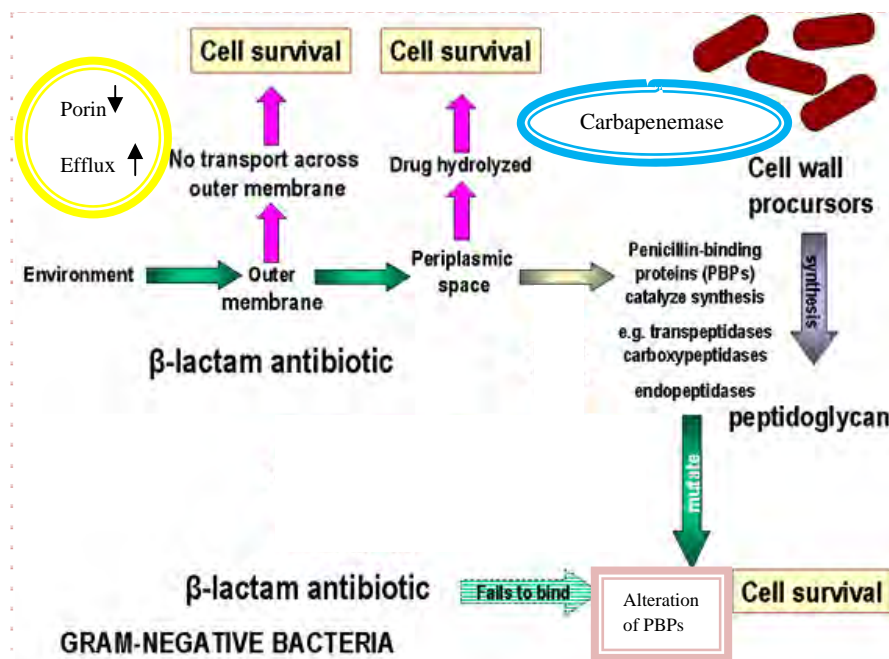 Cell survival
Cell survival
Porin
Efflux
Carbapenemase
No transport across
outer membrane
Drug hydrolyzed
Cell wall
procursors
Environment
Outer
membrane
Periplasmic
space
Penicillin-binding
proteins (PBPs)
catalyze synthesis
e.g. transpeptidases
carboxypeptidases
endopeptidases
synthesis
β-lactam antibiotic
peptidoglycan
mutate
β-lactam antibiotic
Fails to bind
Alteration
of PBPs
Cell survival
GRAM-NEGATIVE BACTERIA